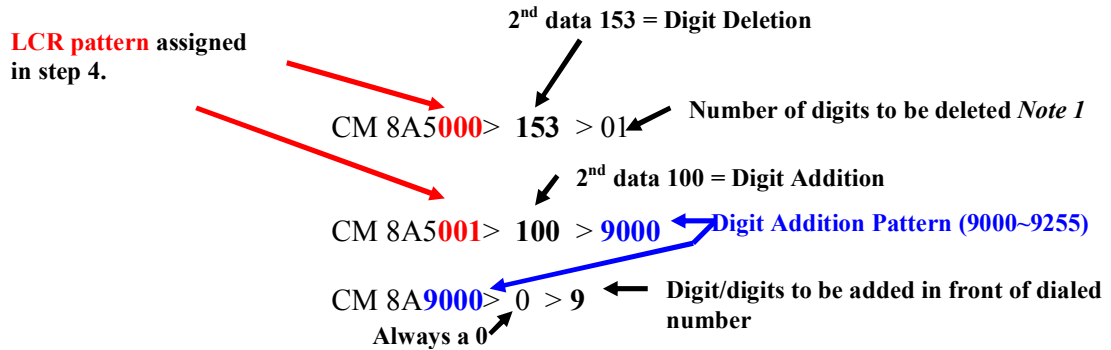 2nd data 153 = Digit Deletion
LCR pattern assigned
in step 4.
CM 8A5000> 153 > 01
Number of digits to be deleted Note 1
2nd data 100 = Digit Addition
CM 8A5001> 100 > 9000
Digit Addition Pattern (9000~9255)
CM 8A9000> 0 > 9
Digit/digits to be added in front of dialed
number
Always a 0